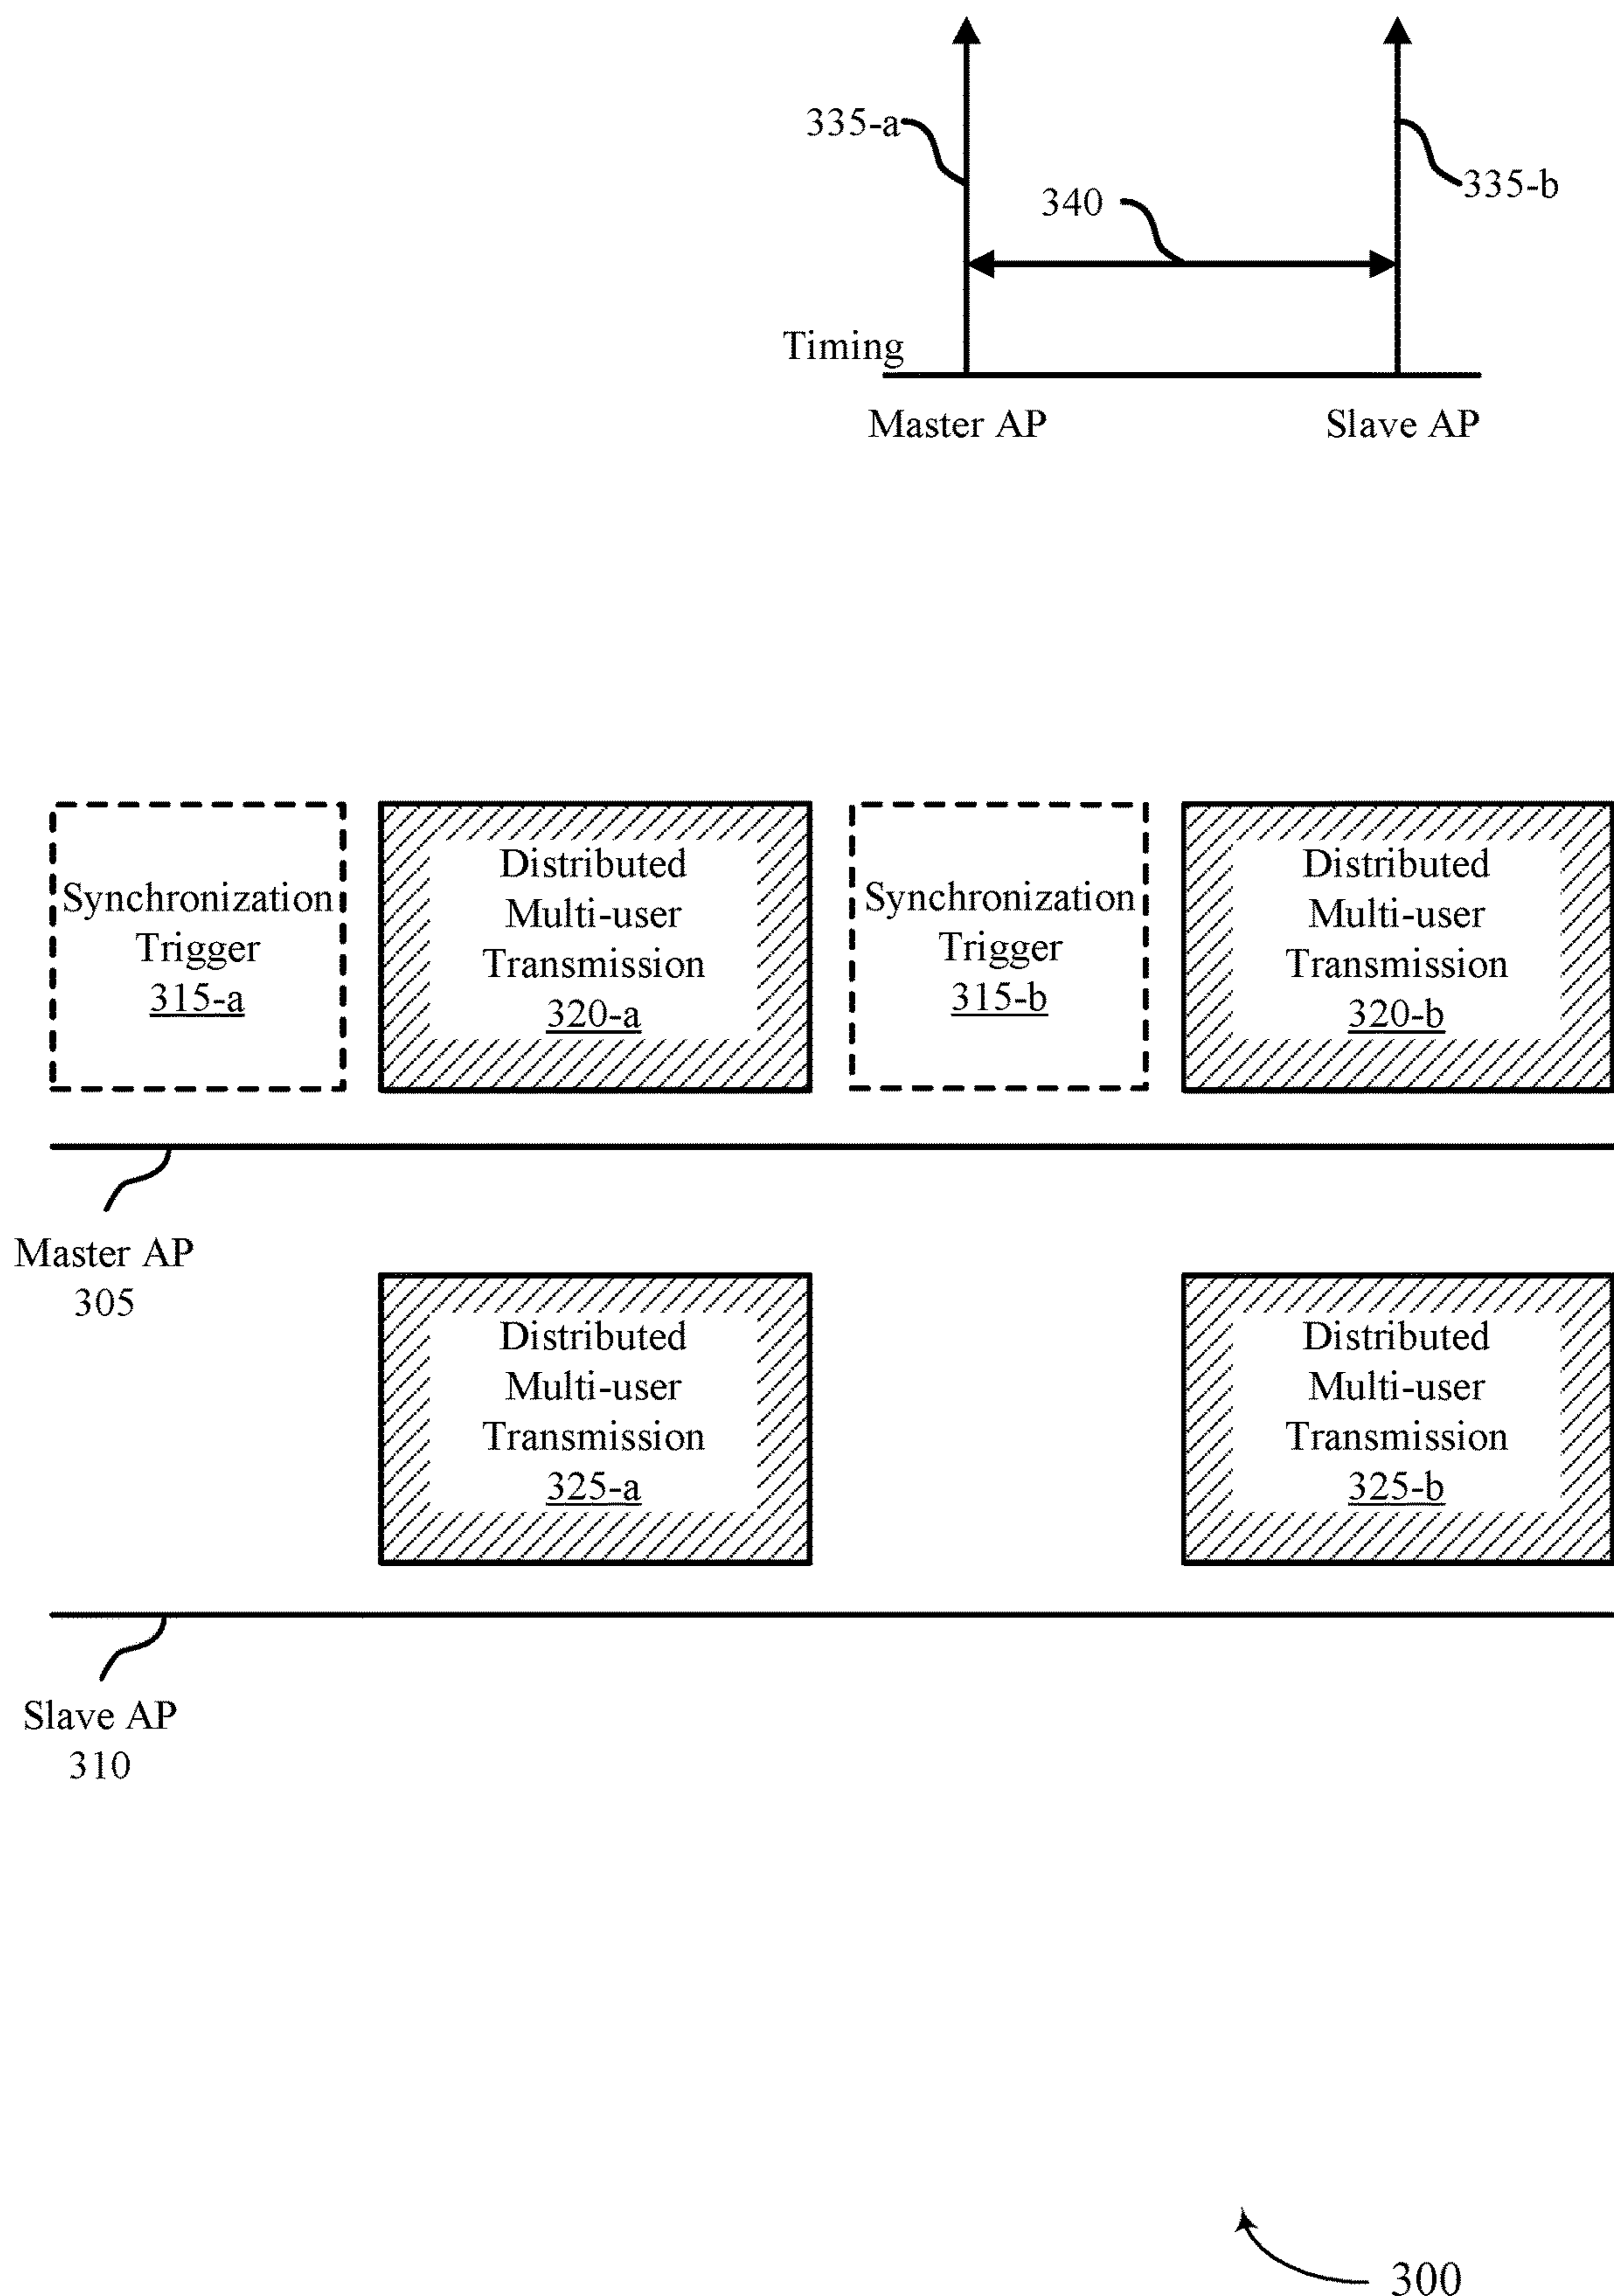 335-a
335-b
340
Timing
Master AP
Slave AP
Synchronization
Trigger
315-a
Distributed
Multi-user
Transmission
320-a
Synchronization
Trigger
315-b
Distributed
Multi-user
Transmission
320-b
Master AP
305
Distributed
Multi-user
Transmission
325-a
Distributed
Multi-user
Transmission
325-b
Slave AP
310
300